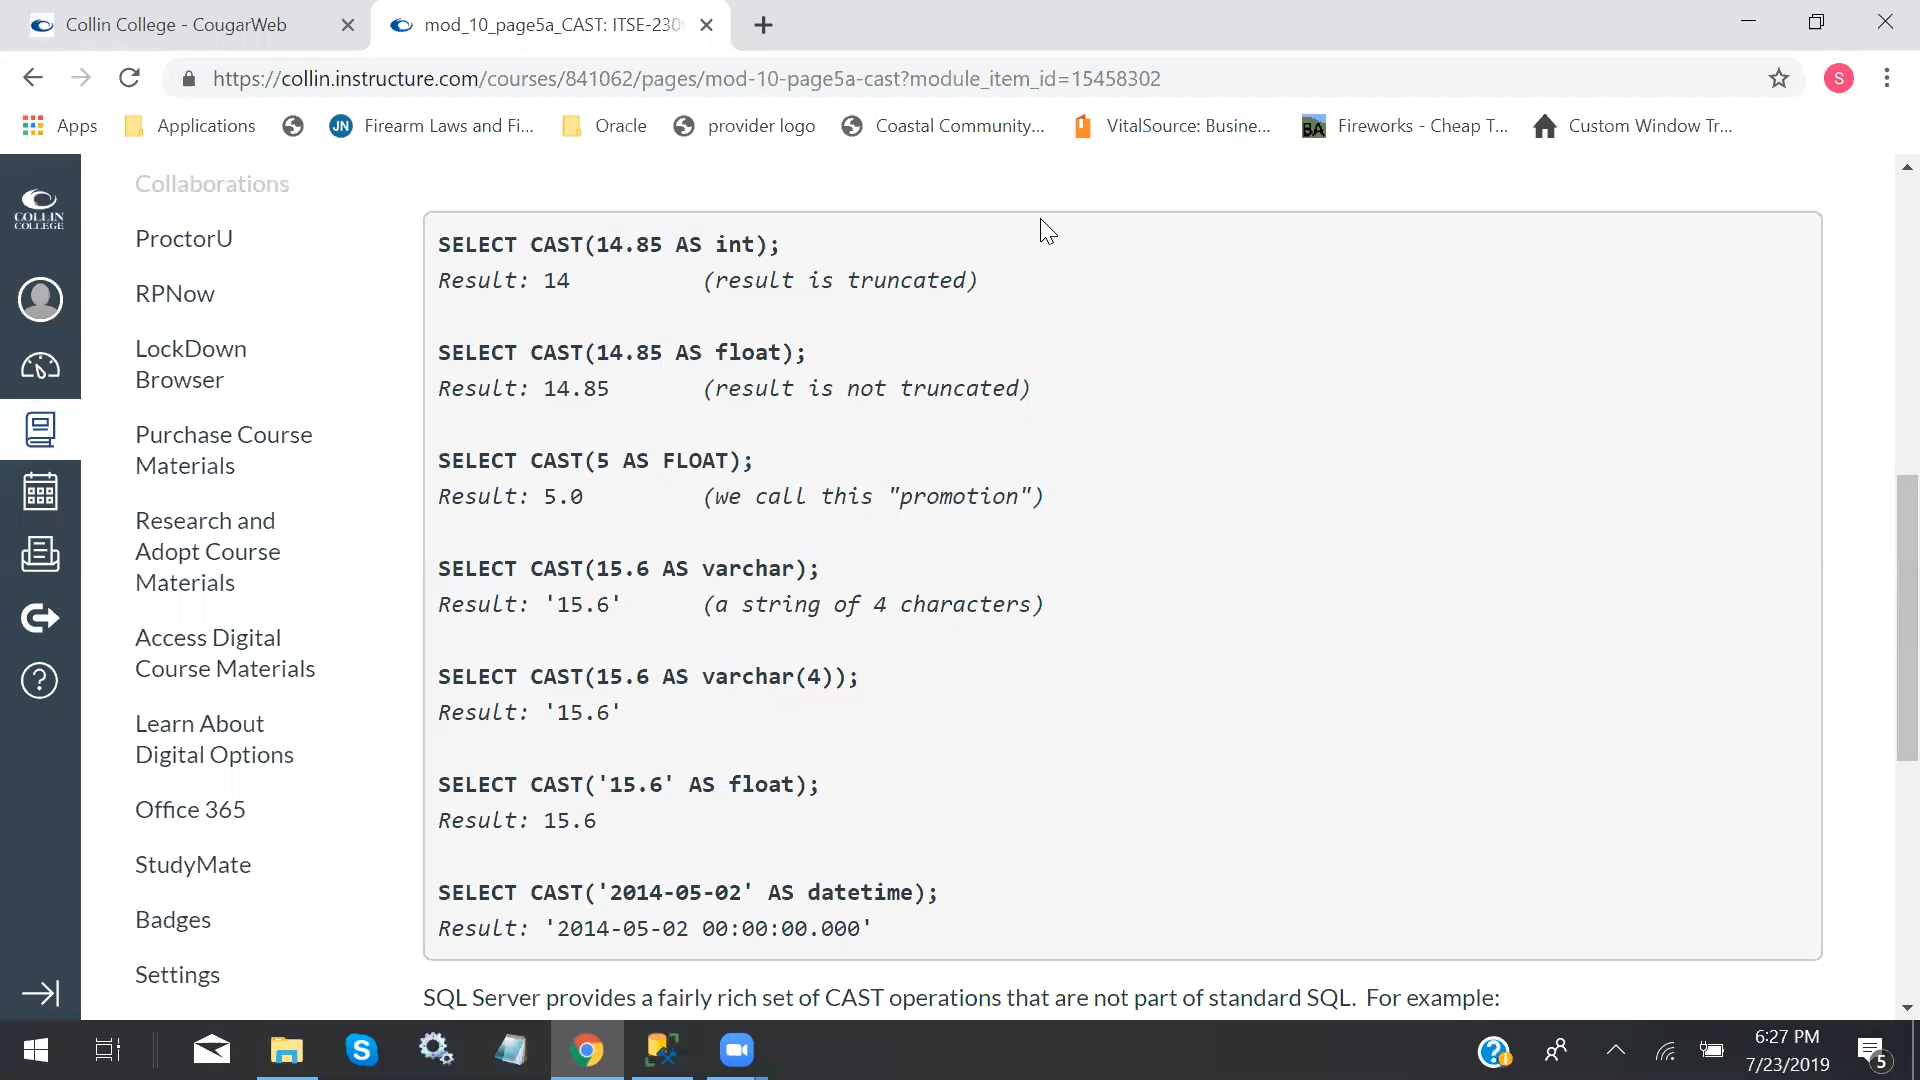 Collin College - CougarWeb
mod_10_page5a_CAST: ITSE-230
https://collin.instructure.com/courses/841062/pages/mod-10-page5a-cast?module_item_id=15458302
S
Apps
Applications
JN
Firearm Laws and Fi...
Oracle
provider logo
Coastal Community...
VitalSource: Busine...
BA
Fireworks - Cheap T...
Custom Window Tr...
COLLIN
COLLEGE
Collaborations
ProctorU
RPNow
LockDown
Browser
Purchase Course
Materials
Research and
Adopt Course
Materials
Access Digital
Course Materials
Learn About
Digital Options
Office 365
StudyMate
Badges
Settings
SELECT CAST(14.85 AS int);
Result: 14 (result is truncated)
SELECT CAST(14.85 AS float);
Result: 14.85 (result is not truncated)
SELECT CAST(5 AS FLOAT);
Result: 5.0 (we call this "promotion")
SELECT CAST(15.6 AS varchar);
Result: '15.6' (a string of 4 characters)
SELECT CAST(15.6 AS varchar(4));
Result: '15.6'
SELECT CAST('15.6' AS float);
Result: 15.6
SELECT CAST('2014-05-02' AS datetime);
Result: '2014-05-02 00:00:00.000'
SQL Server provides a fairly rich set of CAST operations that are not part of standard SQL. For example:
6:27 PM
7/23/2019
5